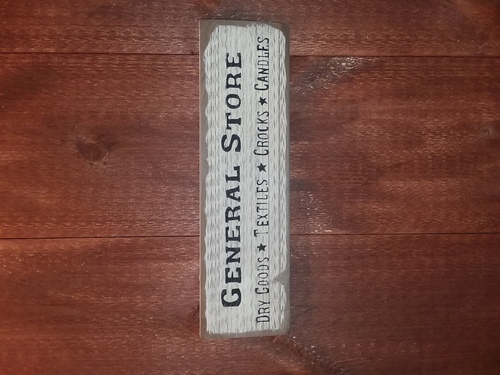 GENERAL STORE
DRY GOODS ★ TEXTILES ★ CROCKS ★ CANDLES